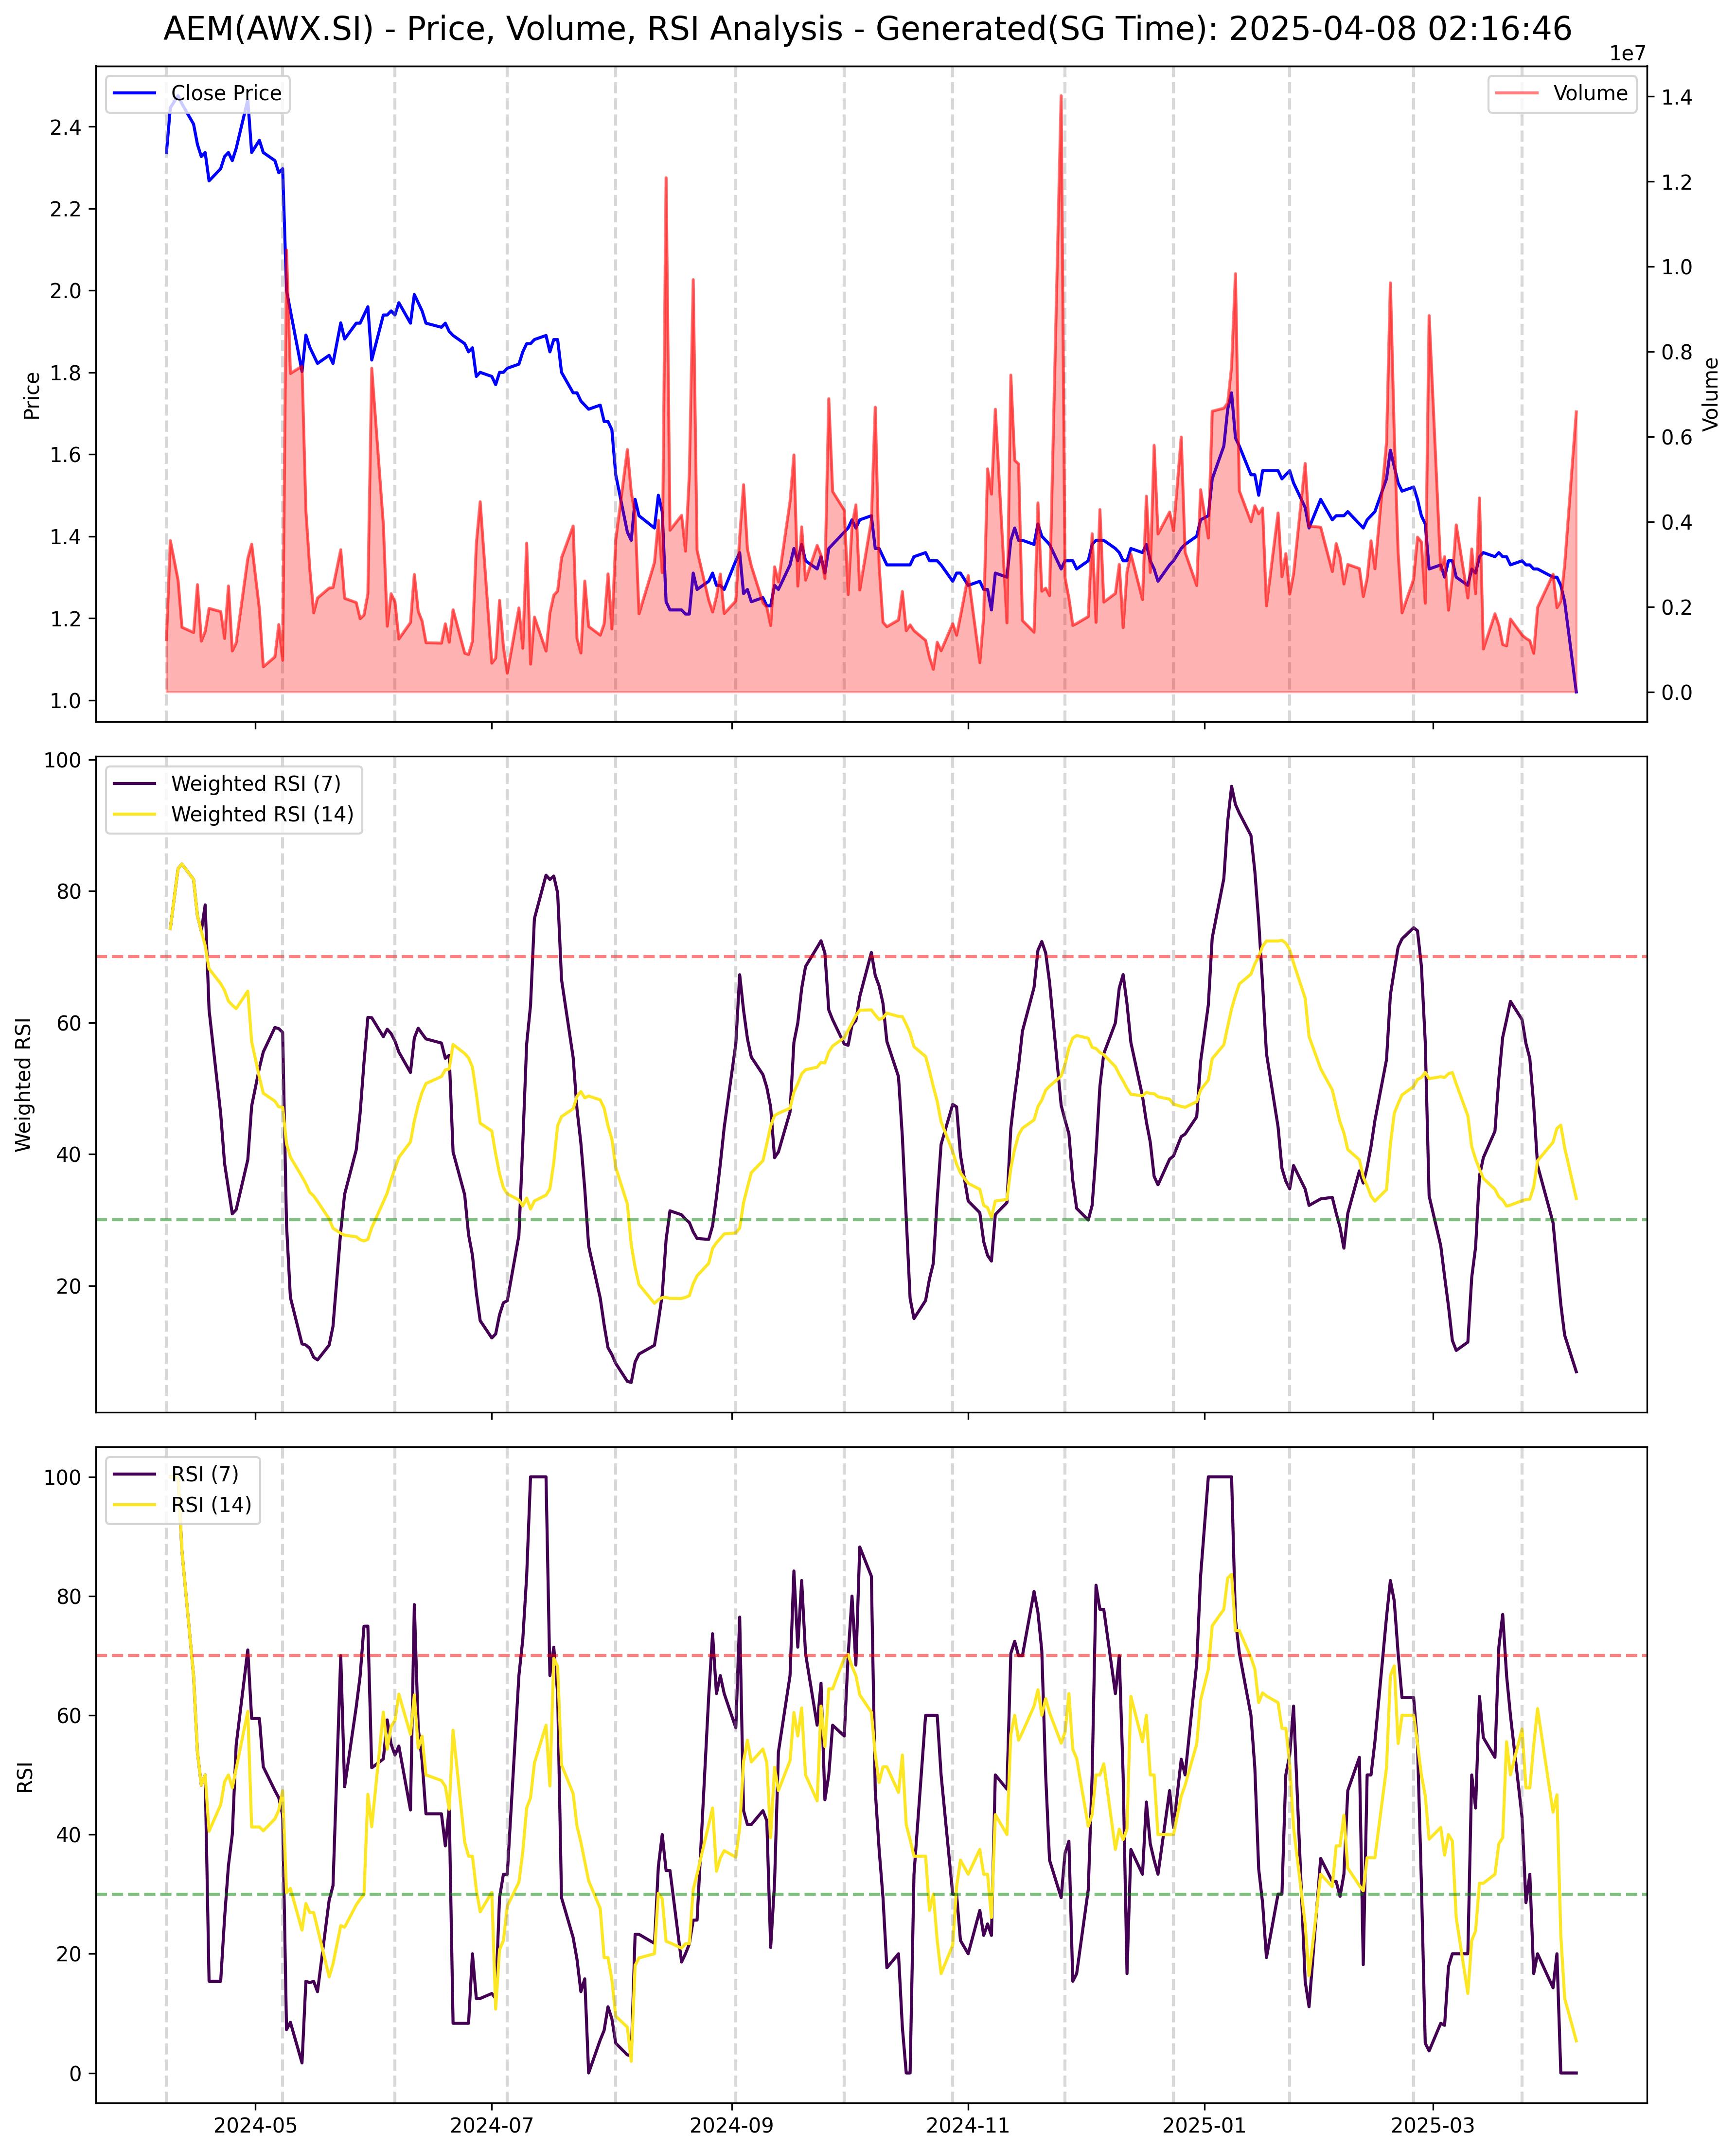 AEM(AWX.SI) - Price, Volume, RSI Analysis - Generated(SG Time): 2025-04-08 02:16:46
1e7
Close Price
Volume
2.4
2.2
2.0
1.8
1.6
1.4
1.2
1.0
Price
1.4
1.2
1.0
0.8
0.6
0.4
0.2
0.0
Volume
Weighted RSI (7)
Weighted RSI (14)
100
80
60
40
20
Weighted RSI
RSI (7)
RSI (14)
100
80
60
40
20
0
RSI
2024-05
2024-07
2024-09
2024-11
2025-01
2025-03